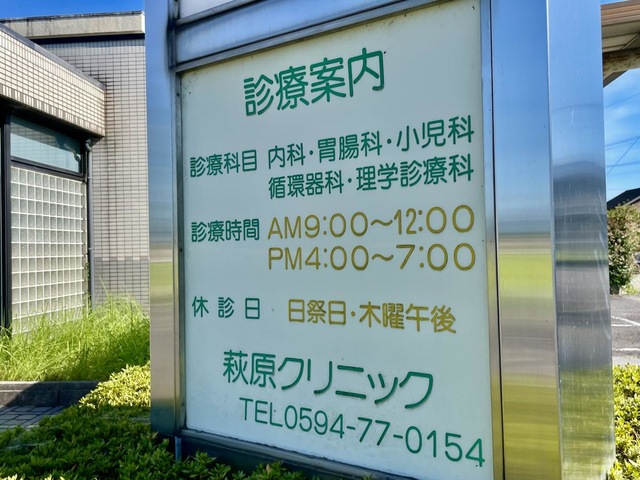 診療案内
診療科目 内科・胃腸科・小児科
循環器科・理学診療科
診療時間 AM9:00～12:00
PM4:00～7:00
休診日 日祭日・木曜午後
萩原クリニック
TEL0594-77-0154